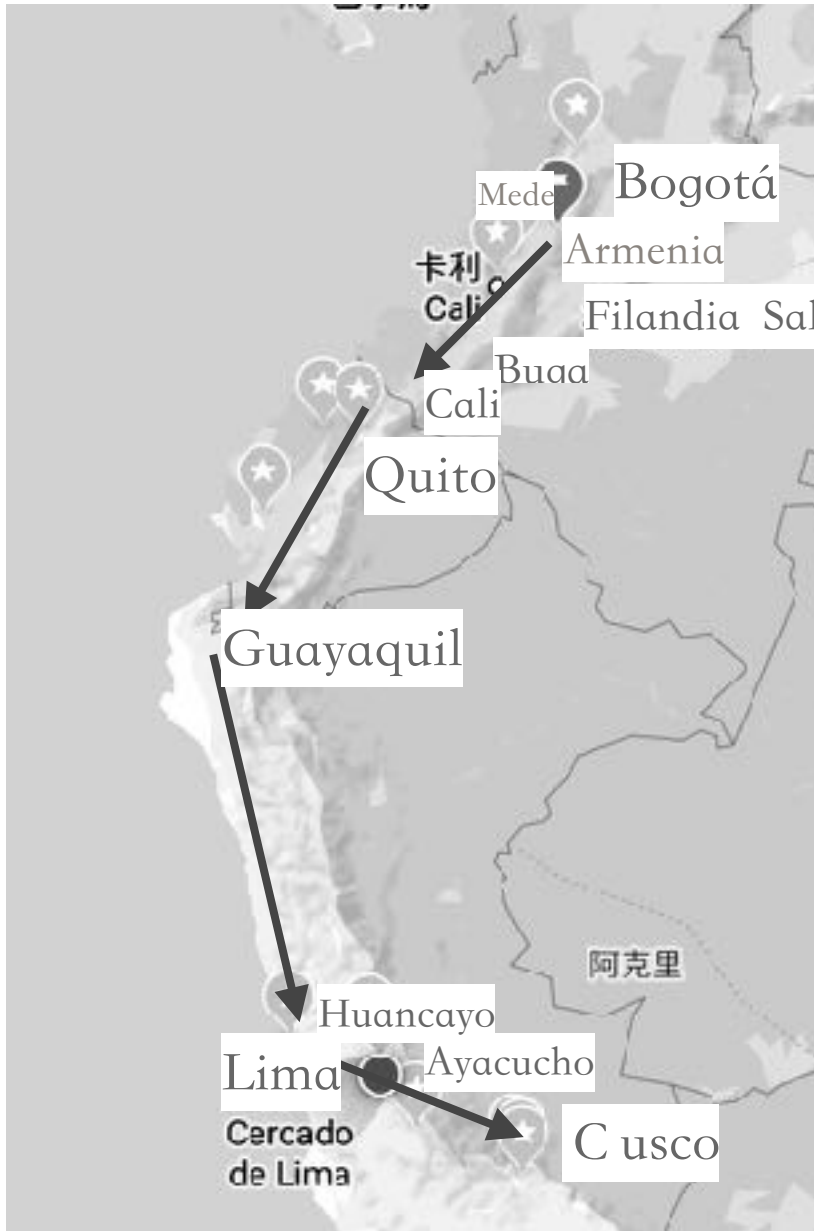 Bogotá
Mede
Armenia
卡利
Cali
Filandia Sal
Buga
Cali
Quito
Guayaquil
阿克里
Huancayo
Ayacucho
Lima
Cercado
de Lima
C usco